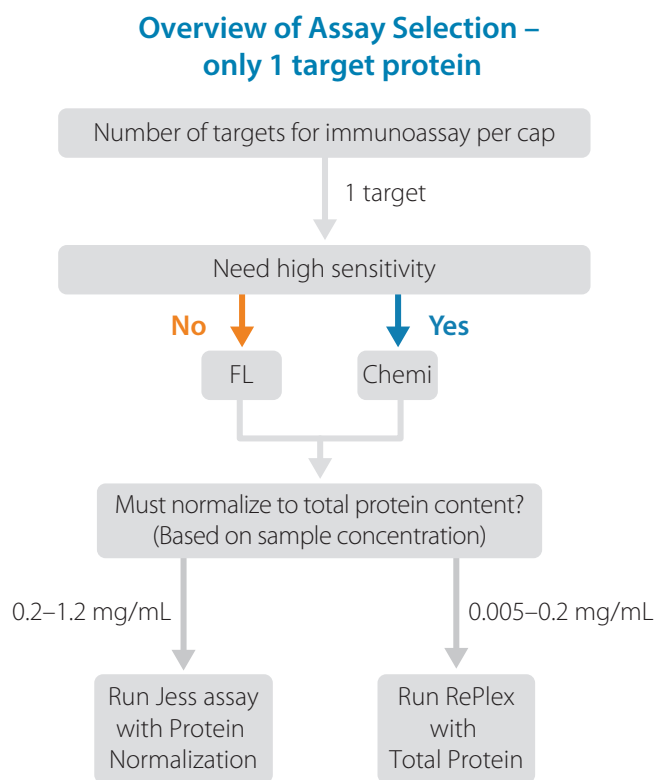 Overview of Assay Selection –
only 1 target protein
Number of targets for immunoassay per cap
1 target
Need high sensitivity
No
Yes
FL
Chemi
Must normalize to total protein content?
(Based on sample concentration)
0.2–1.2 mg/mL
0.005–0.2 mg/mL
Run Jess assay
with Protein
Normalization
Run RePlex
with
Total Protein